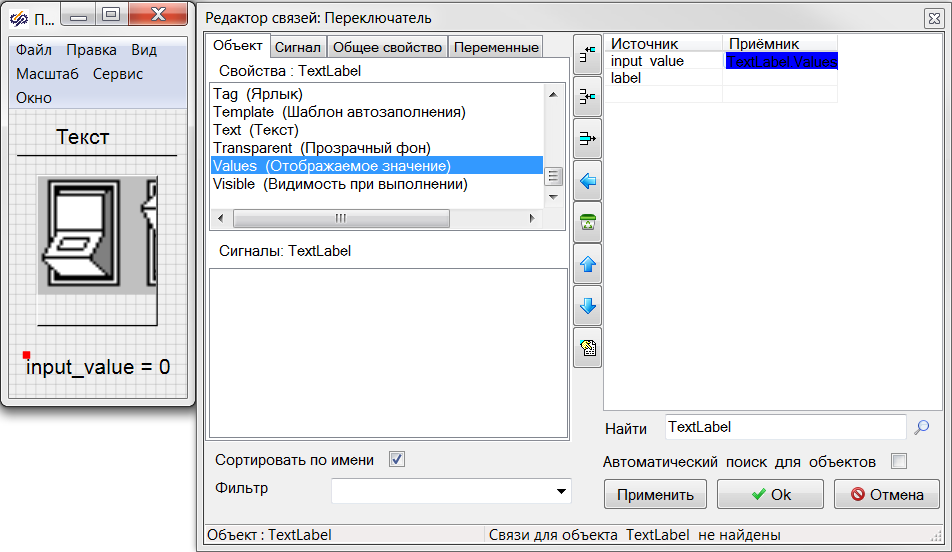 П...
Файл Правка Вид
Масштаб Сервис
Окно
Текст
input_value = 0
Редактор связей: Переключатель
Объект Сигнал Общее свойство Переменные
Свойства : TextLabel
Tag (Ярлык)
Template (Шаблон автозаполнения)
Text (Текст)
Transparent (Прозрачный фон)
Values (Отображаемое значение)
Visible (Видимость при выполнении)
Сигналы: TextLabel
Сортировать по имени
Фильтр
Источник Приёмник
input value TextLabel.Values
label
Найти TextLabel
Автоматический поиск для объектов
Применить Ok Отмена
Объект : TextLabel Связи для объекта TextLabel не найдены